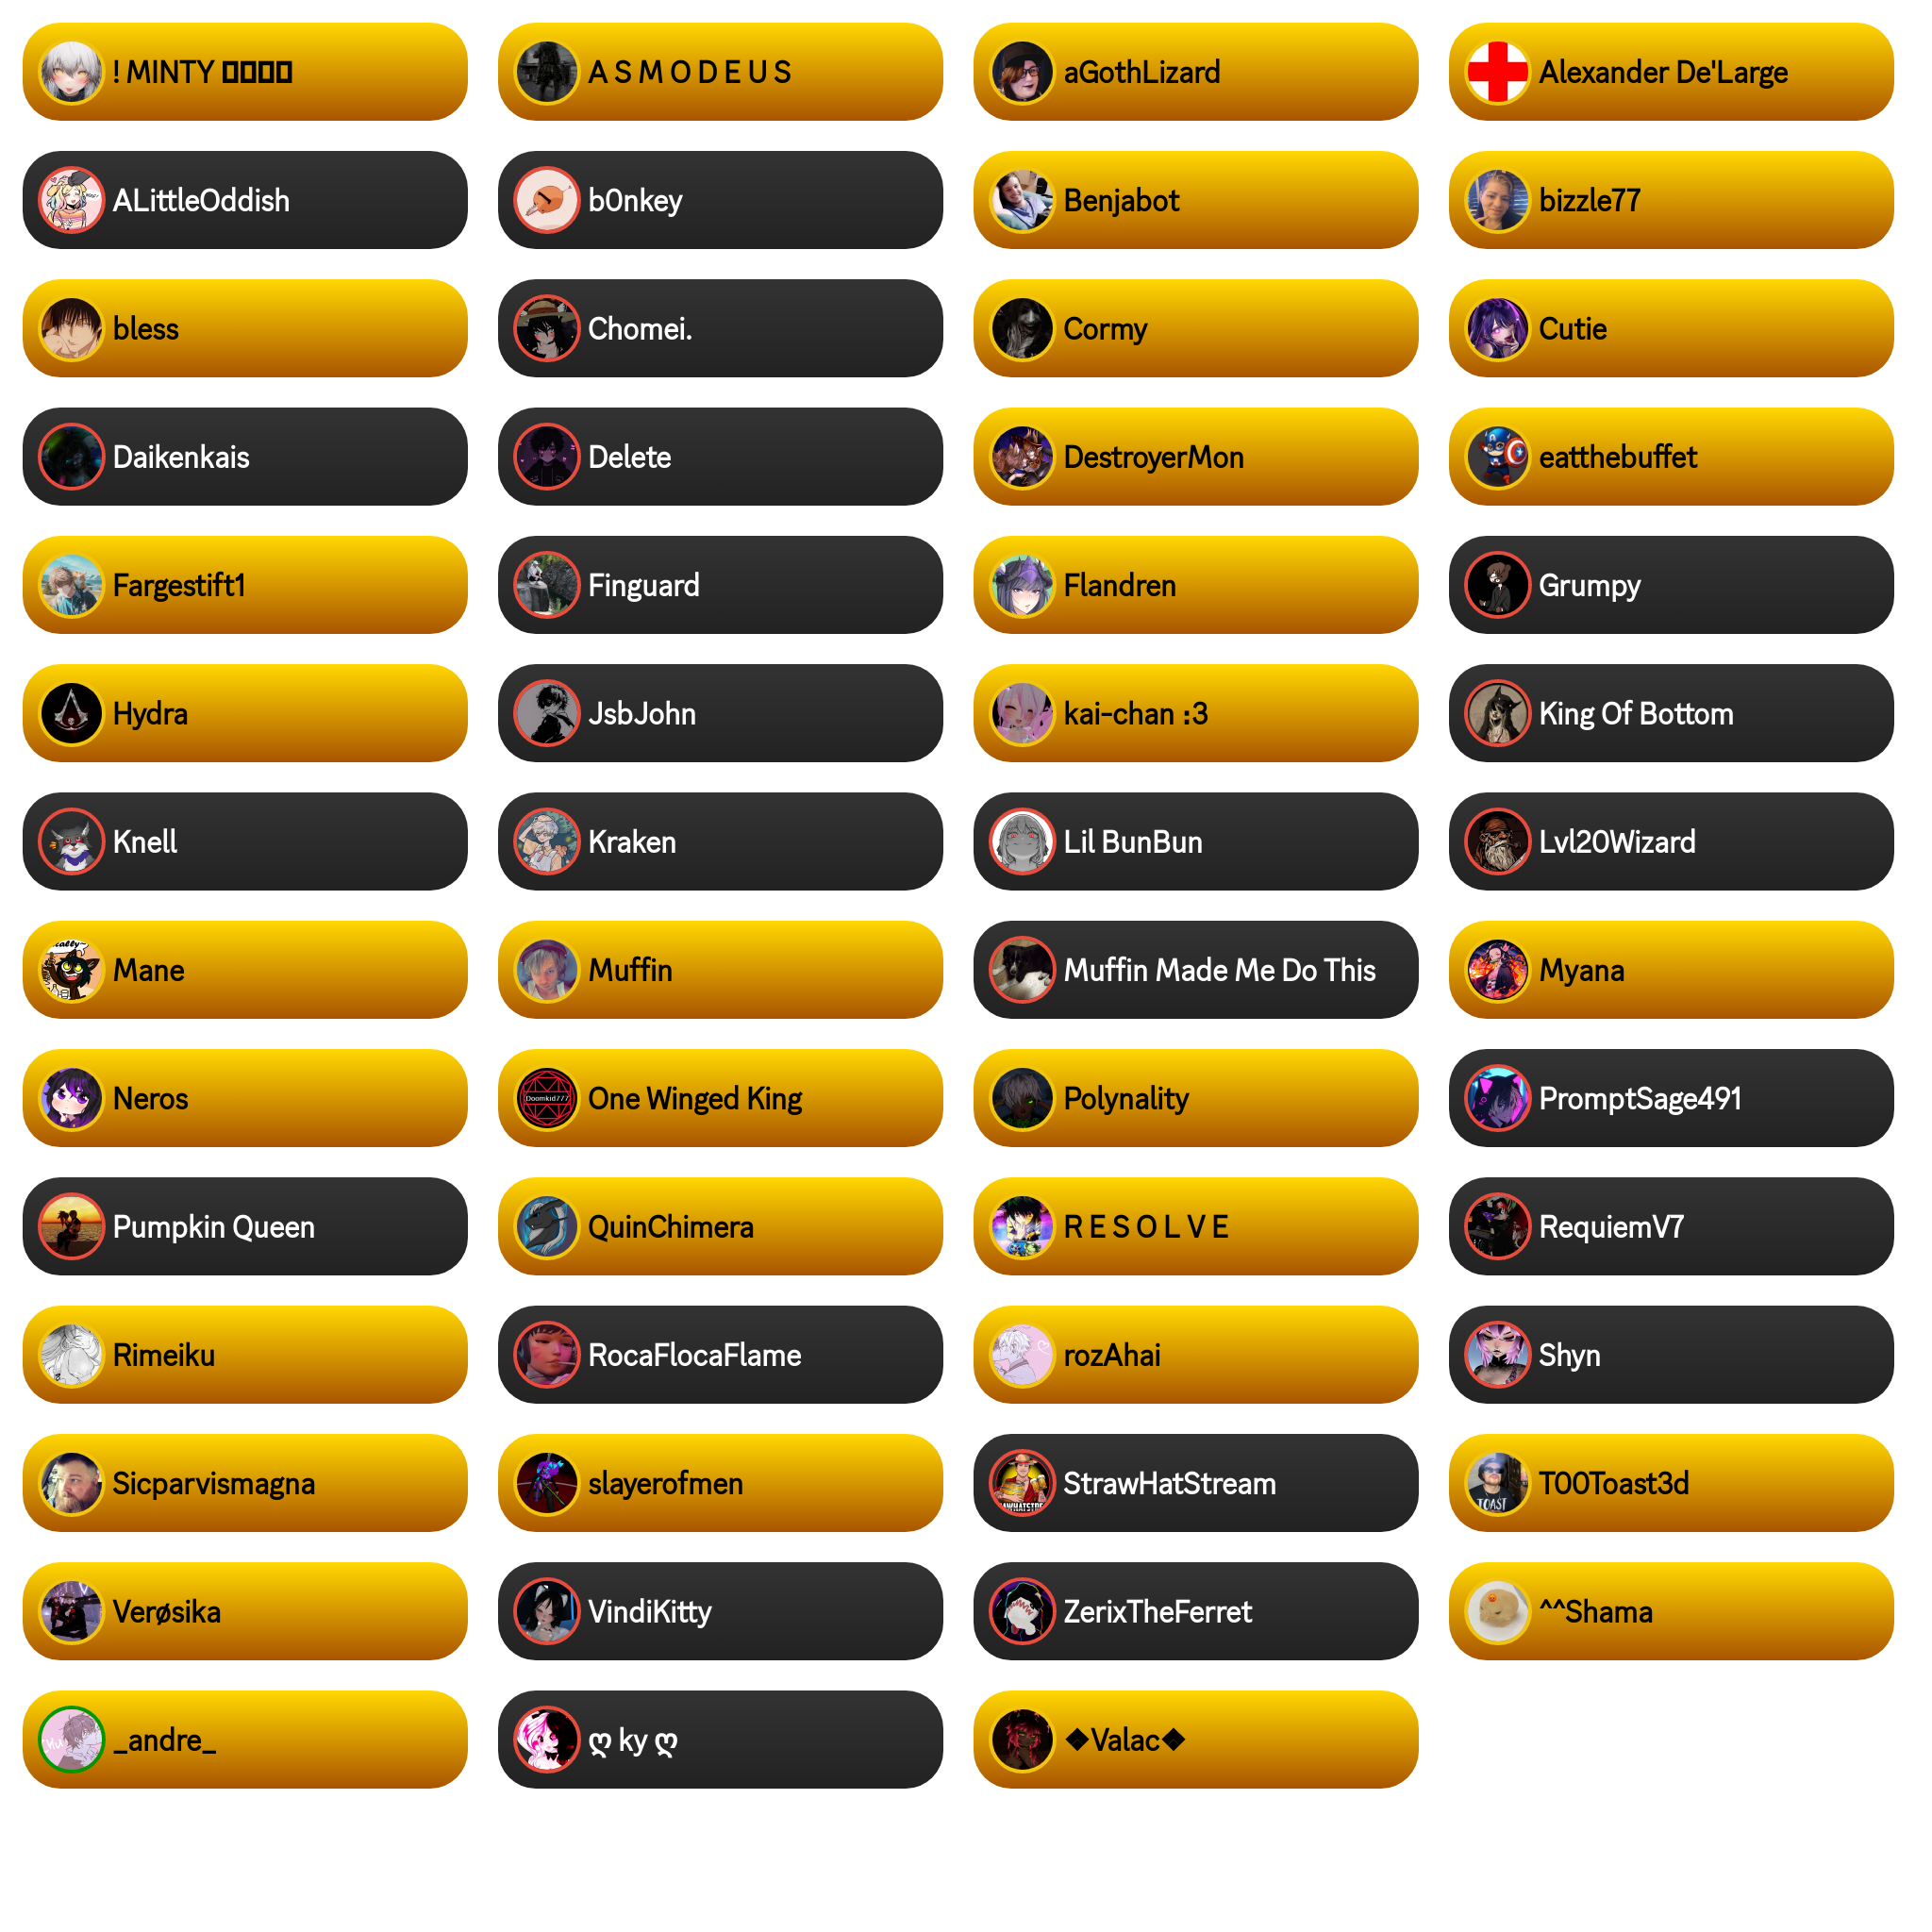 ! MINTY
A S M O D E U S
aGothLizard
Alexander De'Large
ALittleOddish
b0nkey
Benjabot
bizzle77
bless
Chomei.
Cormy
Cutie
Daikenkais
Delete
DestroyerMon
eatthebuffet
Fargestift1
Finguard
Flandren
Grumpy
Hydra
JsbJohn
kai-chan :3
King Of Bottom
Knell
Kraken
Lil BunBun
Lvl20Wizard
Mane
Muffin
Muffin Made Me Do This
Myana
Neros
Doomkid777
One Winged King
Polynality
PromptSage491
Pumpkin Queen
QuinChimera
R E S O L V E
RequiemV7
Rimeiku
RocaFlocaFlame
rozAhai
Shyn
Sicparvismagna
slayerofmen
StrawHatStream
TOAST
T00Toast3d
Verøsika
VindiKitty
ZerixTheFerret
^^Shama
_andre_
ღ ky ღ
❖Valac❖